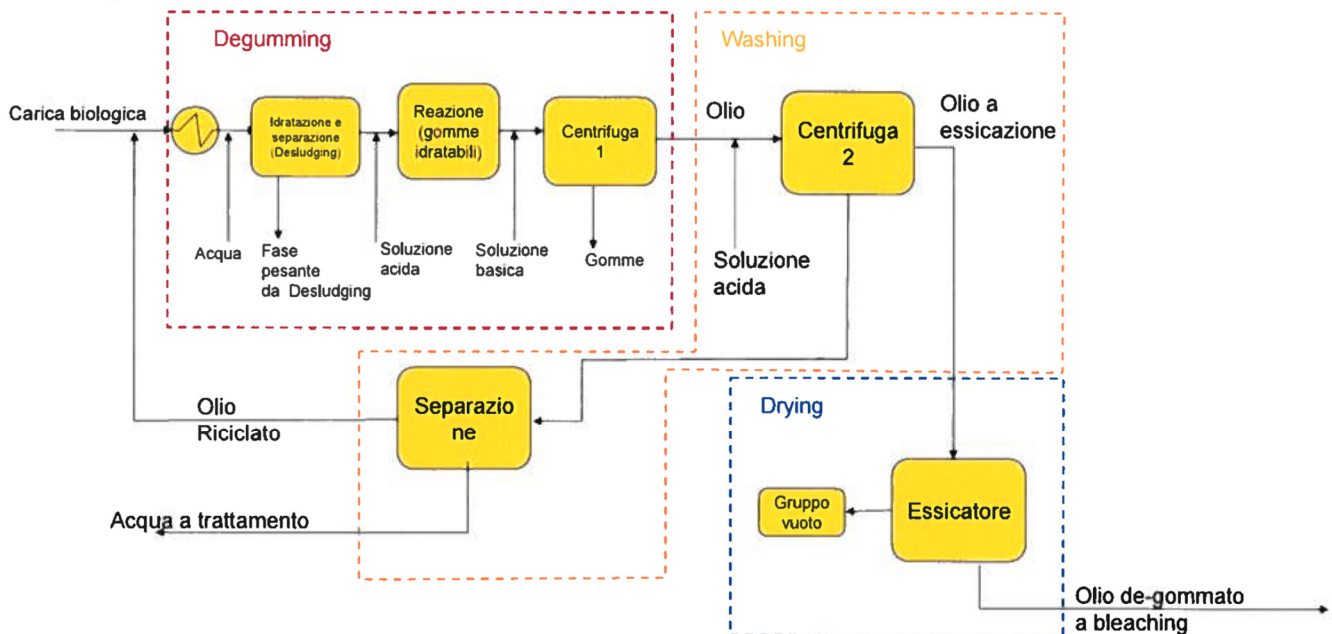 Degumming
Washing
Carica biologica
Idratazione e
separazione
(Desludging)
Reazione
(gomme
idratabili)
Centrifuga
1
Olio
Centrifuga
2
Olio a
essicazione
Acqua
Fase
pesante
da Desludging
Soluzione
acida
Soluzione
basica
Gomme
Soluzione
acida
Separazio
ne
Olio
Riciclato
Acqua a trattamento
Drying
Gruppo
vuoto
Essicatore
Olio de-gommato
a bleaching